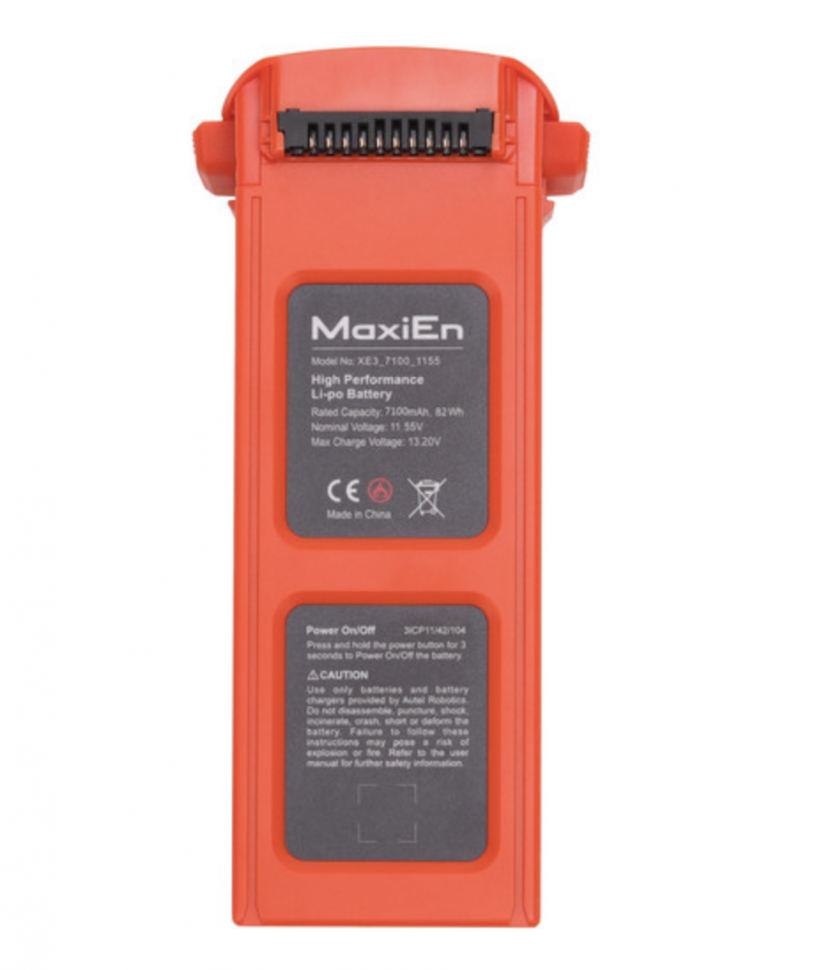 MaxiEn
Model No: XE3_7100_1155
High Performance
Li-po Battery
Rated Capacity: 7100mAh, 82Wh
Nominal Voltage: 11.55V
Max Charge Voltage: 13.20V
CE
Made in China
Power On/Off 3ICP11/42/104
Press and hold the power button for 3
seconds to Power On/Off the battery.
⚠CAUTION
Use only batteries and battery
chargers provided by Autel Robotics.
Do not disassemble, puncture, shock,
incinerate, crash, short or deform the
battery. Failure to follow these
instructions may pose a risk of
explosion or fire. Refer to the user
manual for further safety information.